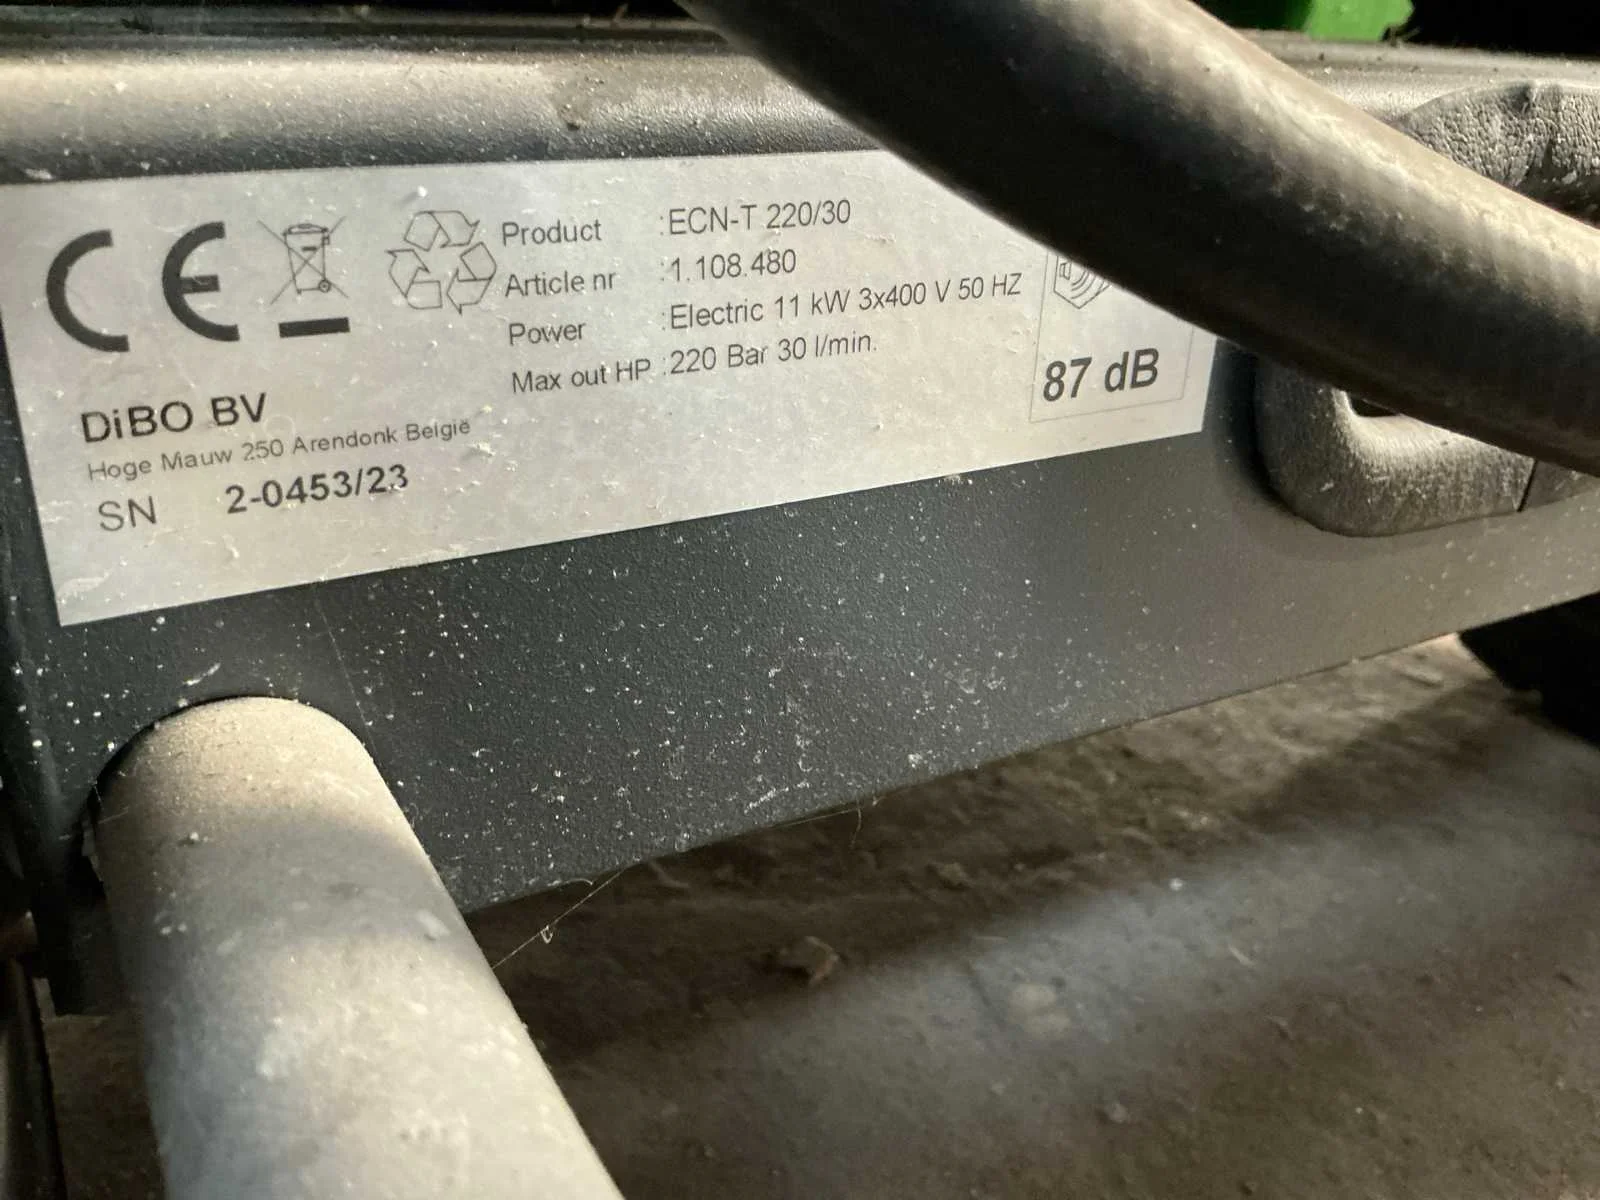 CE
Product :ECN-T 220/30
Article nr :1.108.480
Power :Electric 11 kW 3x400 V 50 HZ
Max out HP :220 Bar 30 l/min.
87 dB
DiBO BV
Hoge Mauw 250 Arendonk België
SN 2-0453/23